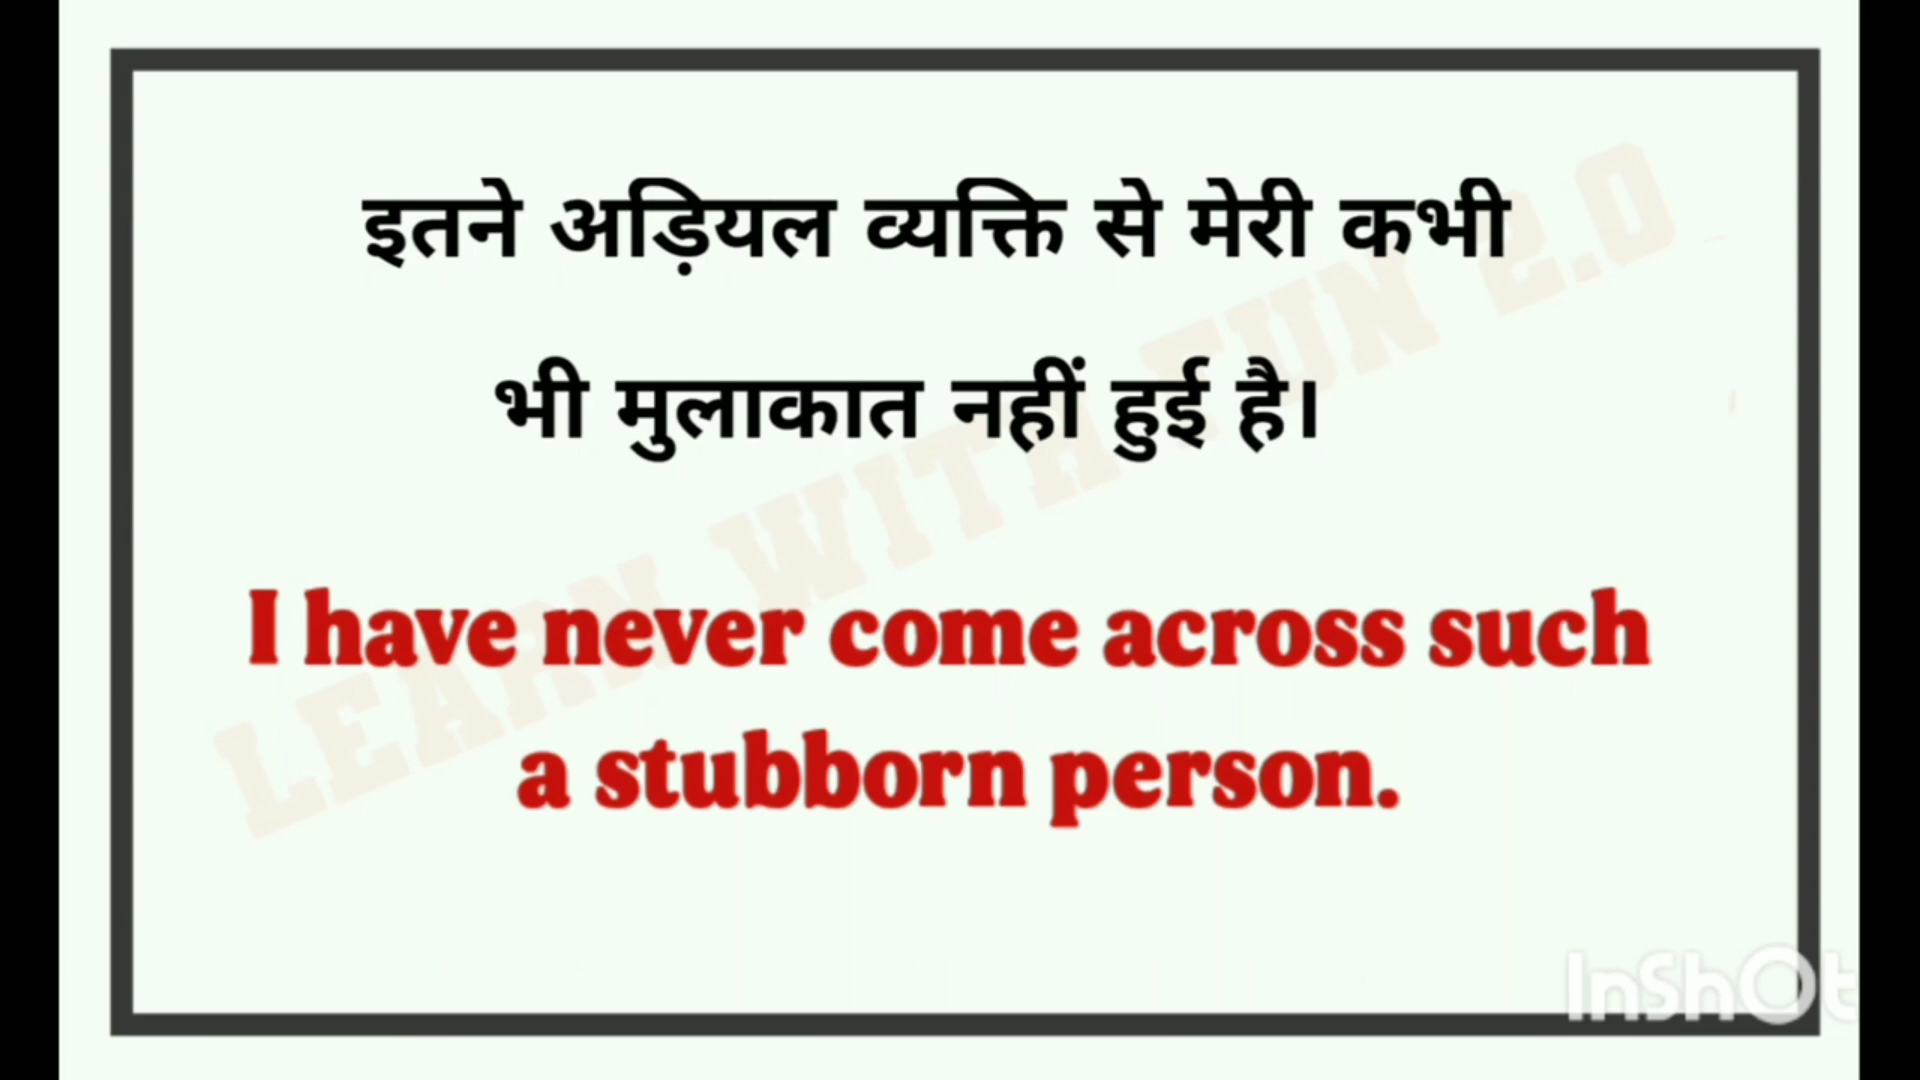 इतने अड़ियल व्यक्ति से मेरी कभी
भी मुलाकात नहीं हुई है।
I have never come across such
a stubborn person.
LEARN WITH FUN 2.0
InShOt